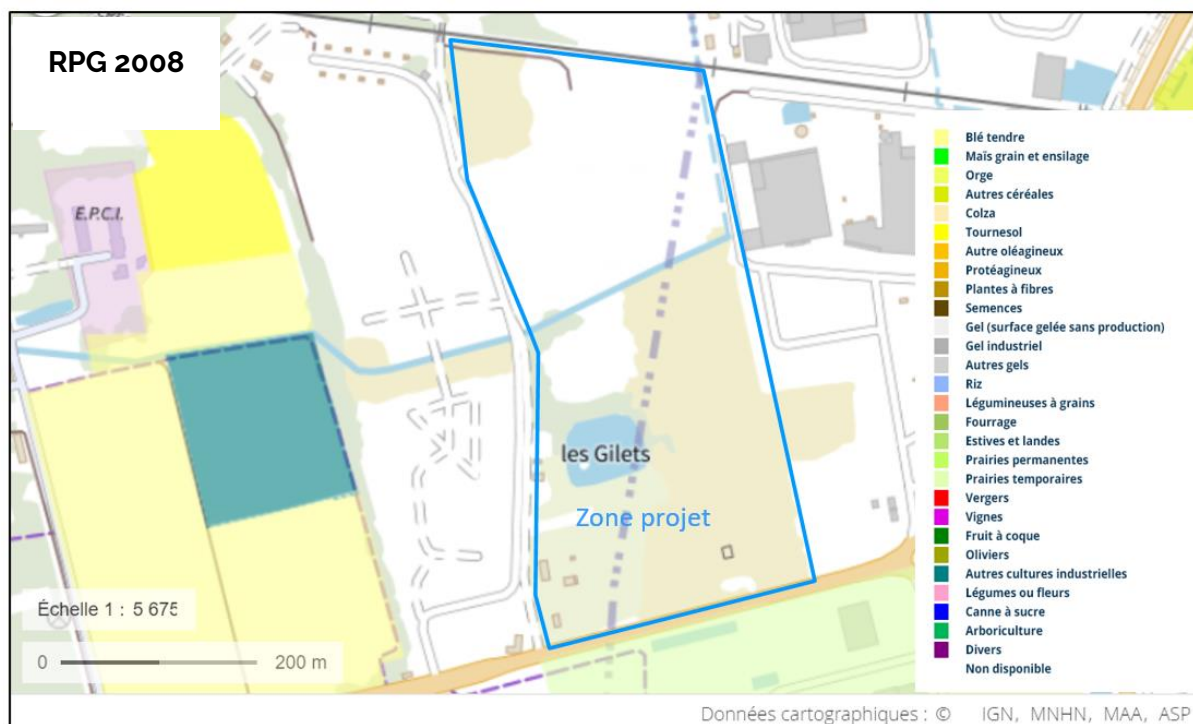 RPG 2008
E.P.C.I.
les Gilets
Zone projet
Échelle 1 : 5 675
0 200 m
Blé tendre
Maïs grain et ensilage
Orge
Autres céréales
Colza
Tournesol
Autre oléagineux
Protéagineux
Plantes à fibres
Semences
Gel (surface gelée sans production)
Gel industriel
Autres gels
Riz
Légumineuses à grains
Fourrage
Estives et landes
Prairies permanentes
Prairies temporaires
Vergers
Vignes
Fruit à coque
Oliviers
Autres cultures industrielles
Légumes ou fleurs
Canne à sucre
Arboriculture
Divers
Non disponible
Données cartographiques : © IGN, MNHN, MAA, ASP